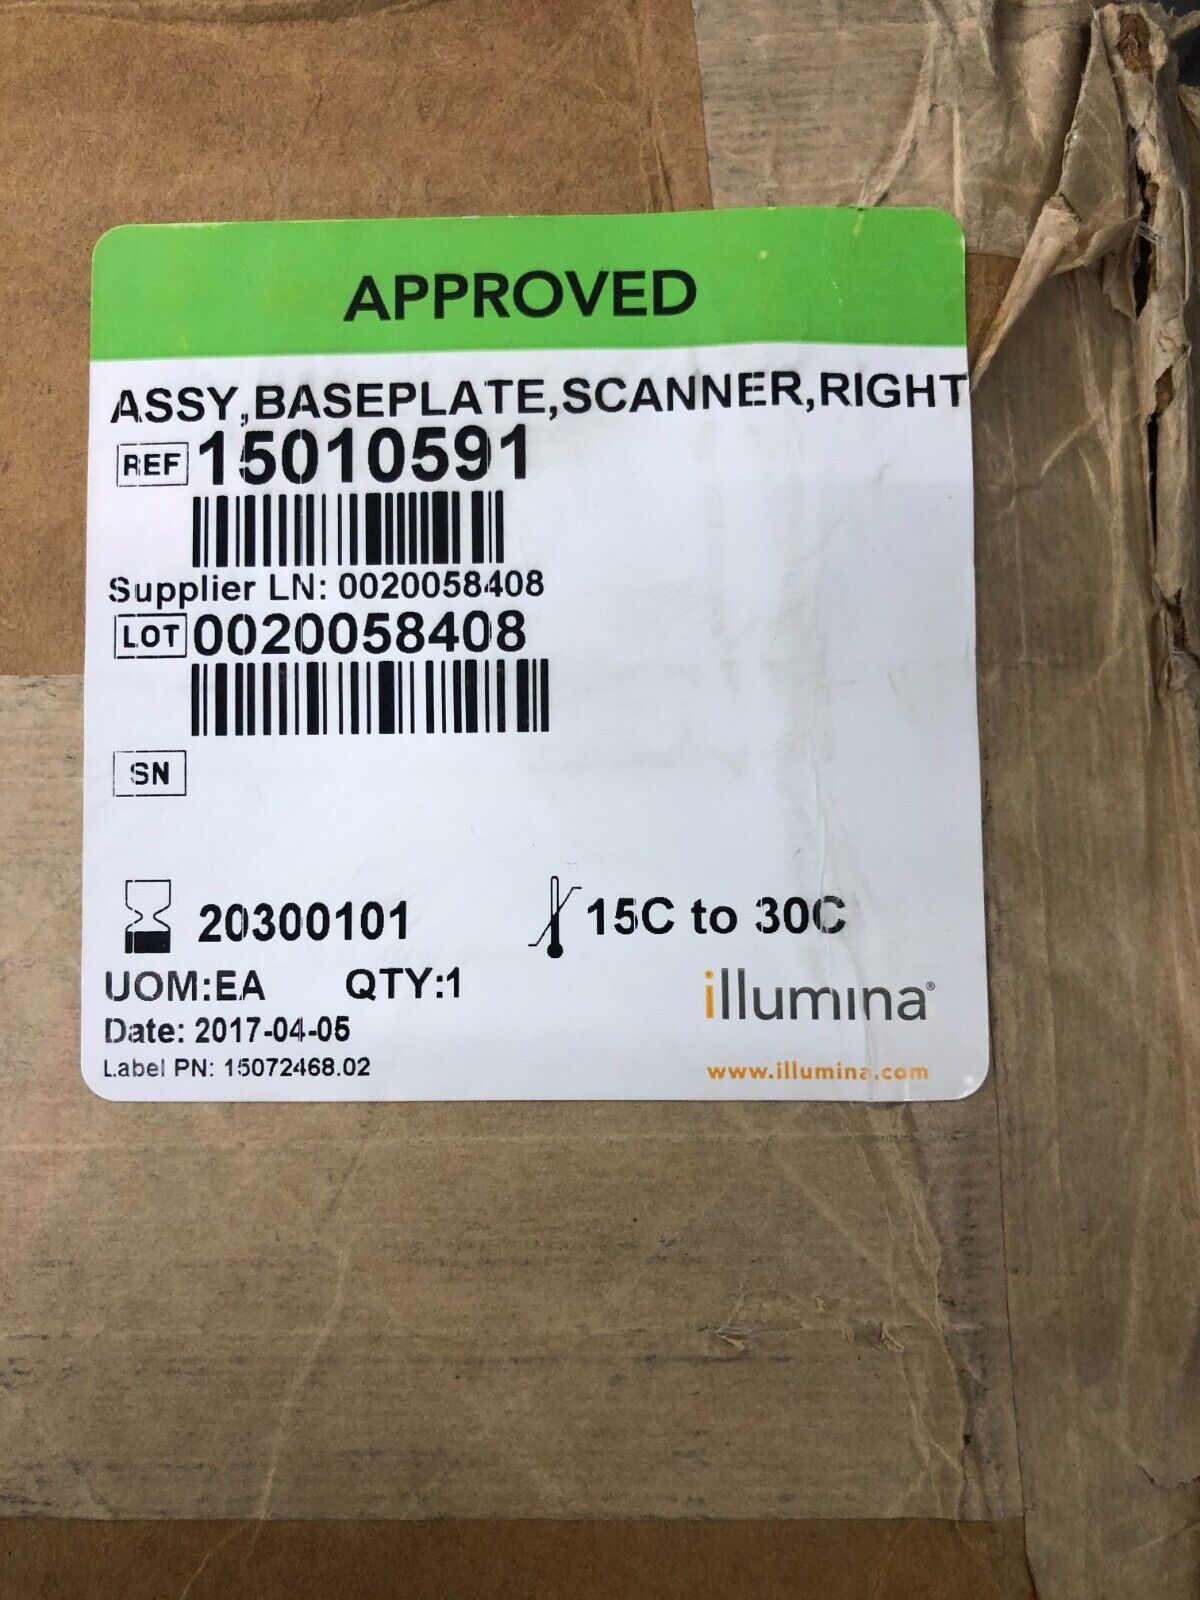 APPROVED
ASSY,BASEPLATE,SCANNER,RIGHT
REF 15010591
Supplier LN: 0020058408
LOT 0020058408
SN
20300101 15C to 30C
UOM:EA QTY:1
illumina®
Date: 2017-04-05
Label PN: 15072468.02
www.illumina.com